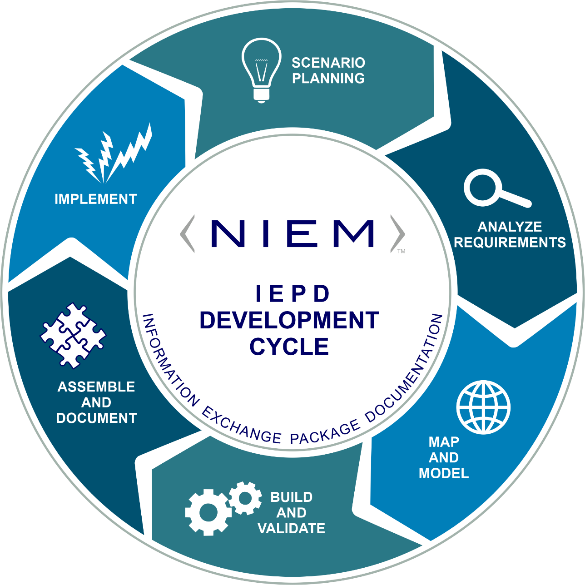 SCENARIO
PLANNING
ANALYZE
REQUIREMENTS
MAP
AND
MODEL
BUILD
AND
VALIDATE
ASSEMBLE
AND
DOCUMENT
IMPLEMENT
〈NIEM〉™
IEPD
DEVELOPMENT
CYCLE
INFORMATION EXCHANGE PACKAGE DOCUMENTATION